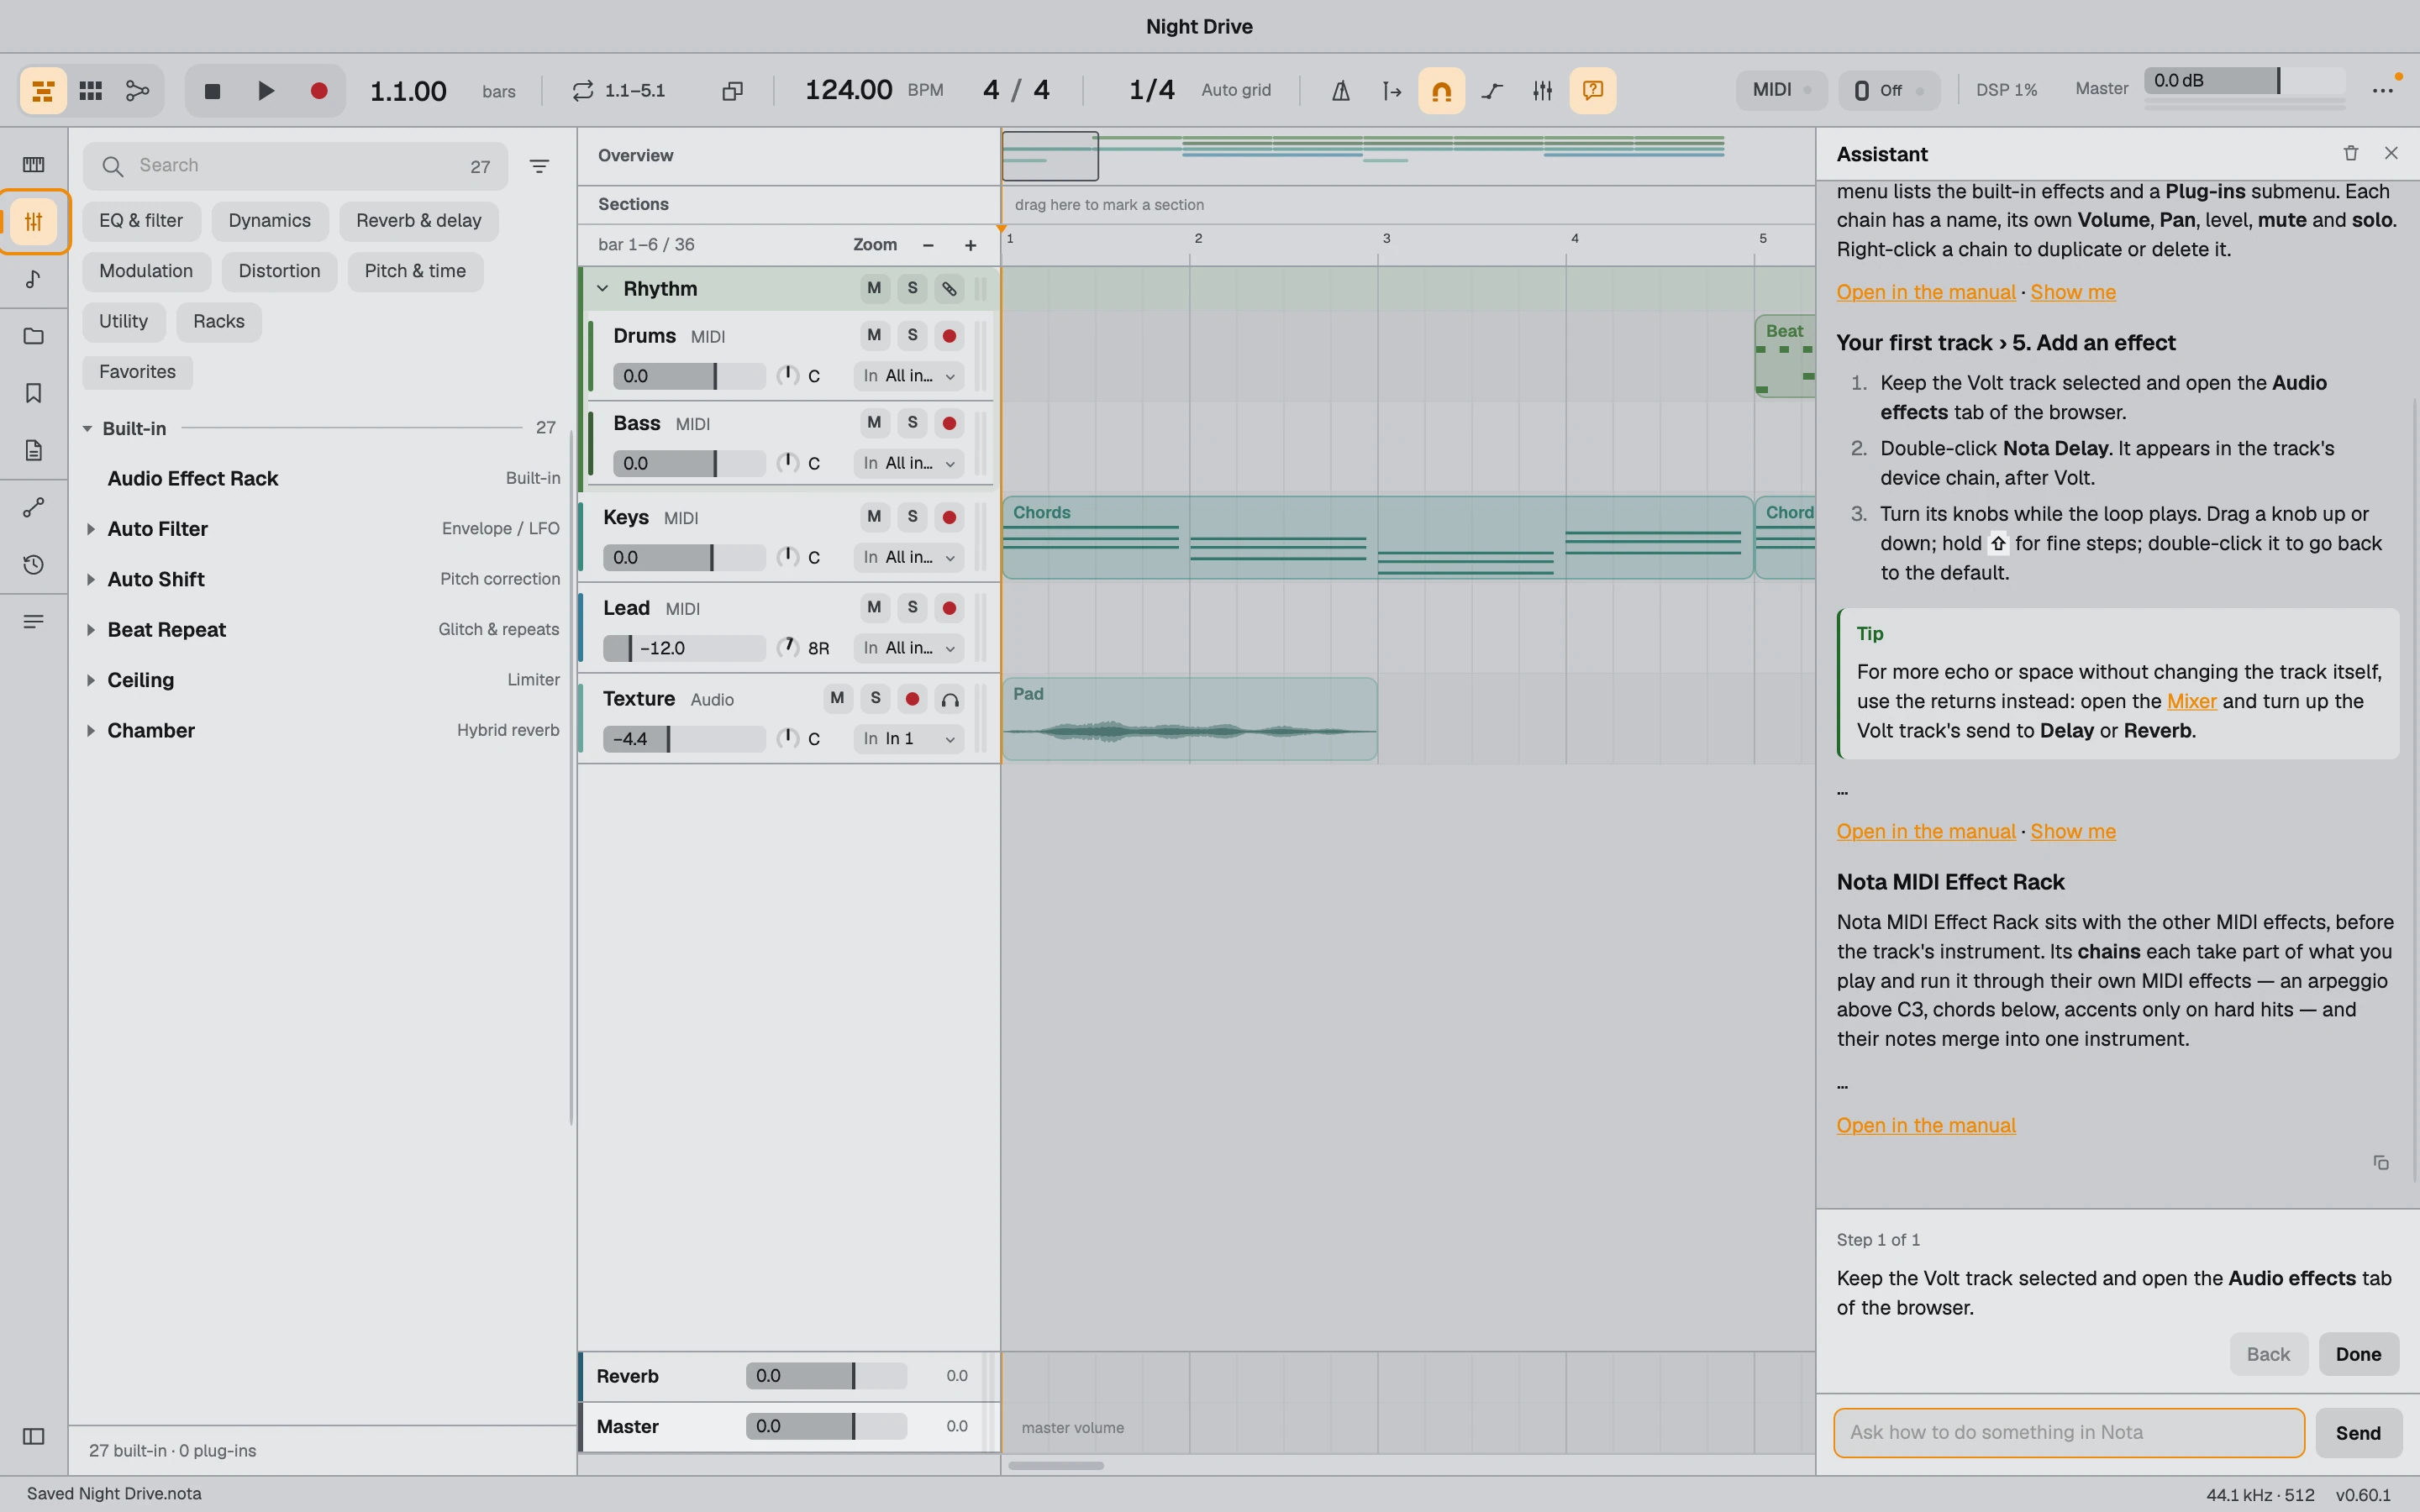 Night Drive
1.1.00 bars
1.1–5.1
124.00 BPM
4 / 4
1/4 Auto grid
MIDI
Off
DSP 1%
Master
0.0 dB
Search 27
EQ & filter
Dynamics
Reverb & delay
Modulation
Distortion
Pitch & time
Utility
Racks
Favorites
Built-in 27
Audio Effect Rack Built-in
Auto Filter Envelope / LFO
Auto Shift Pitch correction
Beat Repeat Glitch & repeats
Ceiling Limiter
Chamber Hybrid reverb
27 built-in · 0 plug-ins
Overview
Sections
drag here to mark a section
bar 1–6 / 36
Zoom − +
1 2 3 4 5
Rhythm M S
Drums MIDI M S
0.0 C In All in...
Beat
Bass MIDI M S
0.0 C In All in...
Keys MIDI M S
0.0 C In All in...
Chords
Chord
Lead MIDI M S
−12.0 8R In All in...
Texture Audio M S
−4.4 C In In 1
Pad
Reverb 0.0 0.0
Master 0.0 0.0
master volume
Assistant
menu lists the built-in effects and a Plug-ins submenu. Each
chain has a name, its own Volume, Pan, level, mute and solo.
Right-click a chain to duplicate or delete it.
Open in the manual · Show me
Your first track › 5. Add an effect
1. Keep the Volt track selected and open the Audio
effects tab of the browser.
2. Double-click Nota Delay. It appears in the track's
device chain, after Volt.
3. Turn its knobs while the loop plays. Drag a knob up or
down; hold ⇧ for fine steps; double-click it to go back
to the default.
Tip
For more echo or space without changing the track itself,
use the returns instead: open the Mixer and turn up the
Volt track's send to Delay or Reverb.
...
Open in the manual · Show me
Nota MIDI Effect Rack
Nota MIDI Effect Rack sits with the other MIDI effects, before
the track's instrument. Its chains each take part of what you
play and run it through their own MIDI effects — an arpeggio
above C3, chords below, accents only on hard hits — and
their notes merge into one instrument.
...
Open in the manual
Step 1 of 1
Keep the Volt track selected and open the Audio effects tab
of the browser.
Back
Done
Ask how to do something in Nota
Send
Saved Night Drive.nota
44.1 kHz · 512
v0.60.1